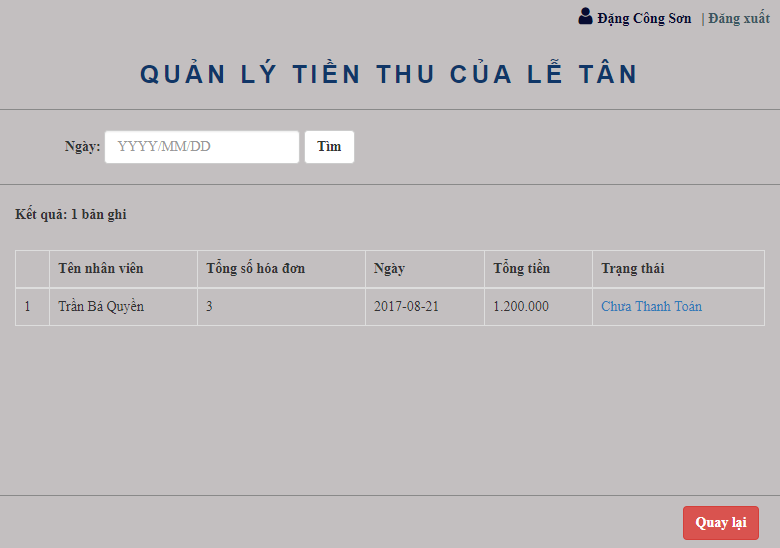 Đặng Công Sơn | Đăng xuất
QUẢN LÝ TIỀN THU CỦA LỄ TÂN
Ngày: YYYY/MM/DD Tìm
Kết quả: 1 bản ghi
Tên nhân viên Tổng số hóa đơn Ngày Tổng tiền Trạng thái
1 Trần Bá Quyền 3 2017-08-21 1.200.000 Chưa Thanh Toán
Quay lại